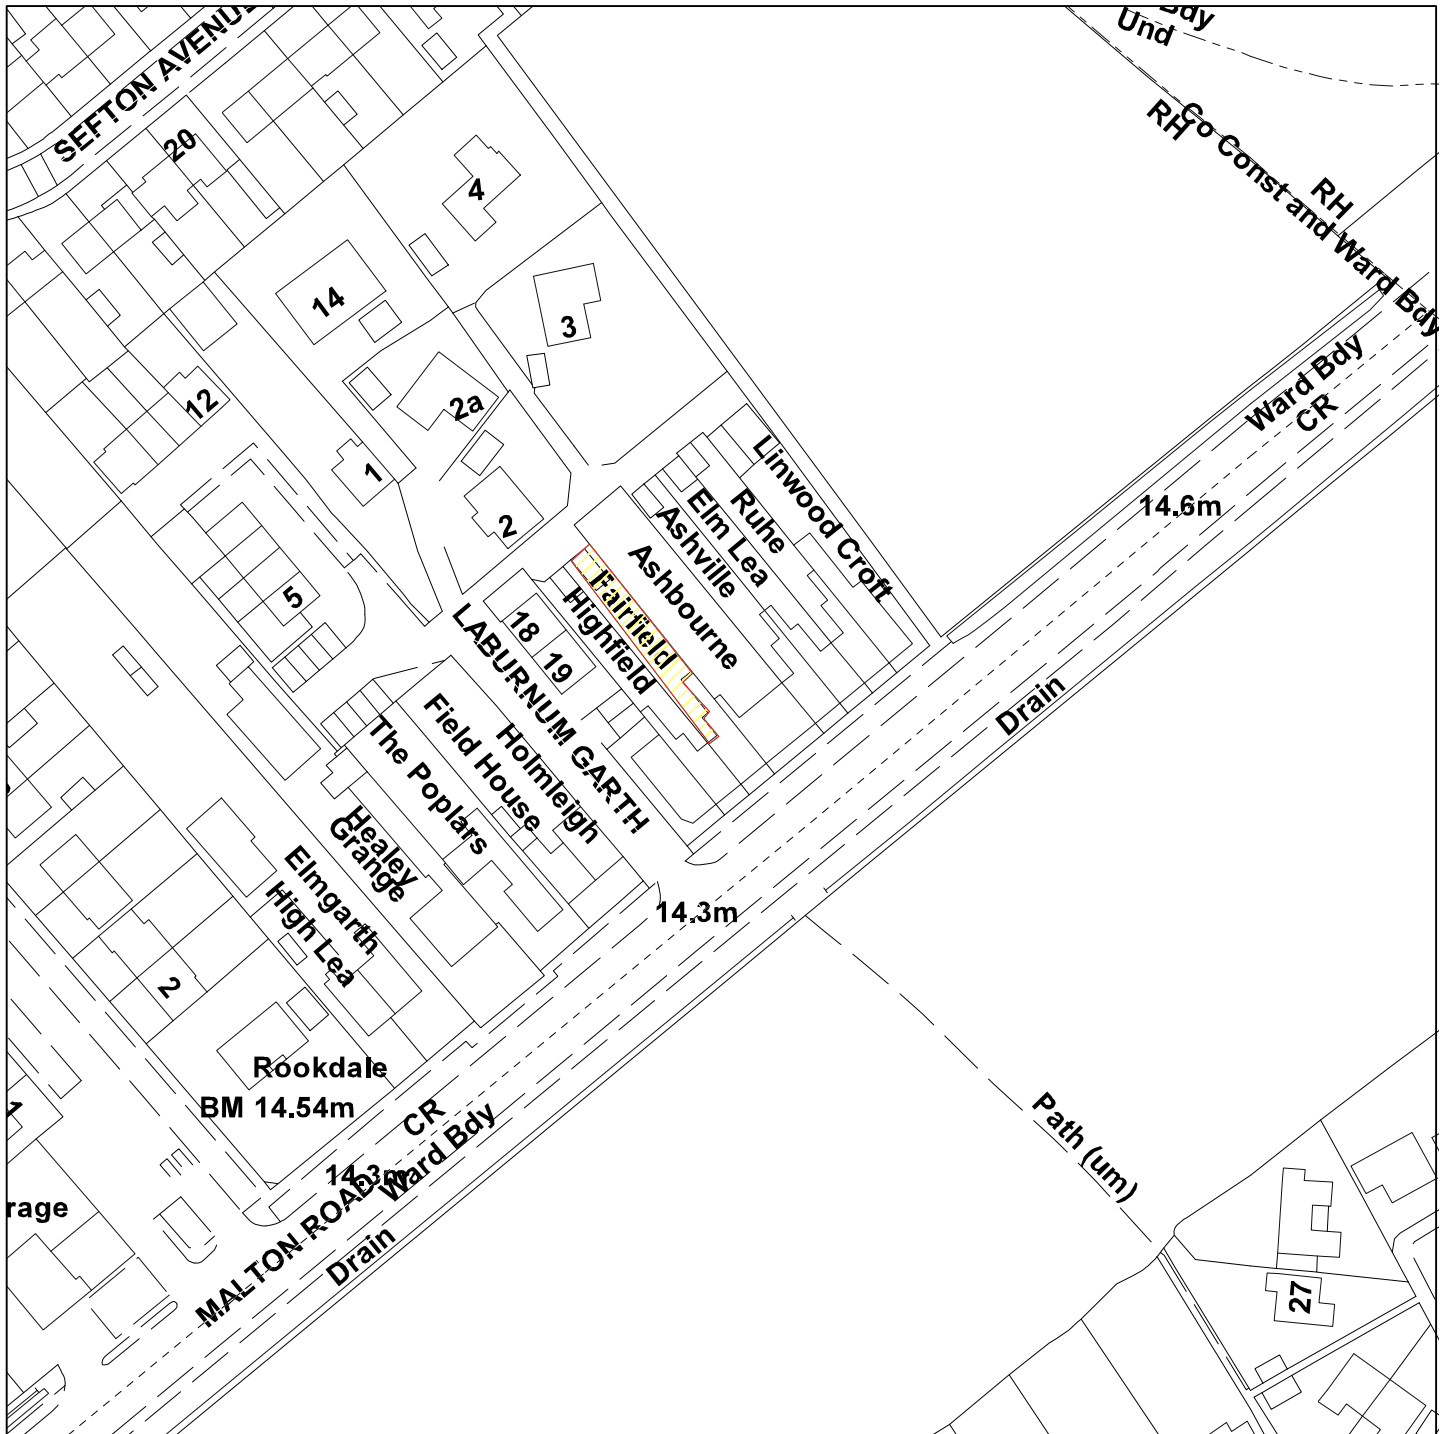 Bdy
Und
SEFTON AVENUE
20
RH
Co Const and Ward Bdy
RH
4
14
3
Ward Bdy
CR
12
2a
1
Linwood Croft
Ruhe
Elm Lea
Ashville
Ashbourne
14.6m
2
5
Fairfield
Highfield
18
19
LABURNUM GARTH
Drain
Field House
Holmleigh
The Poplars
Healey
Grange
Elmgarth
High Lea
14.3m
2
Rookdale
BM 14.54m
CR
Ward Bdy
14.3m
MALTON ROAD
Drain
Path (um)
1
rage
27